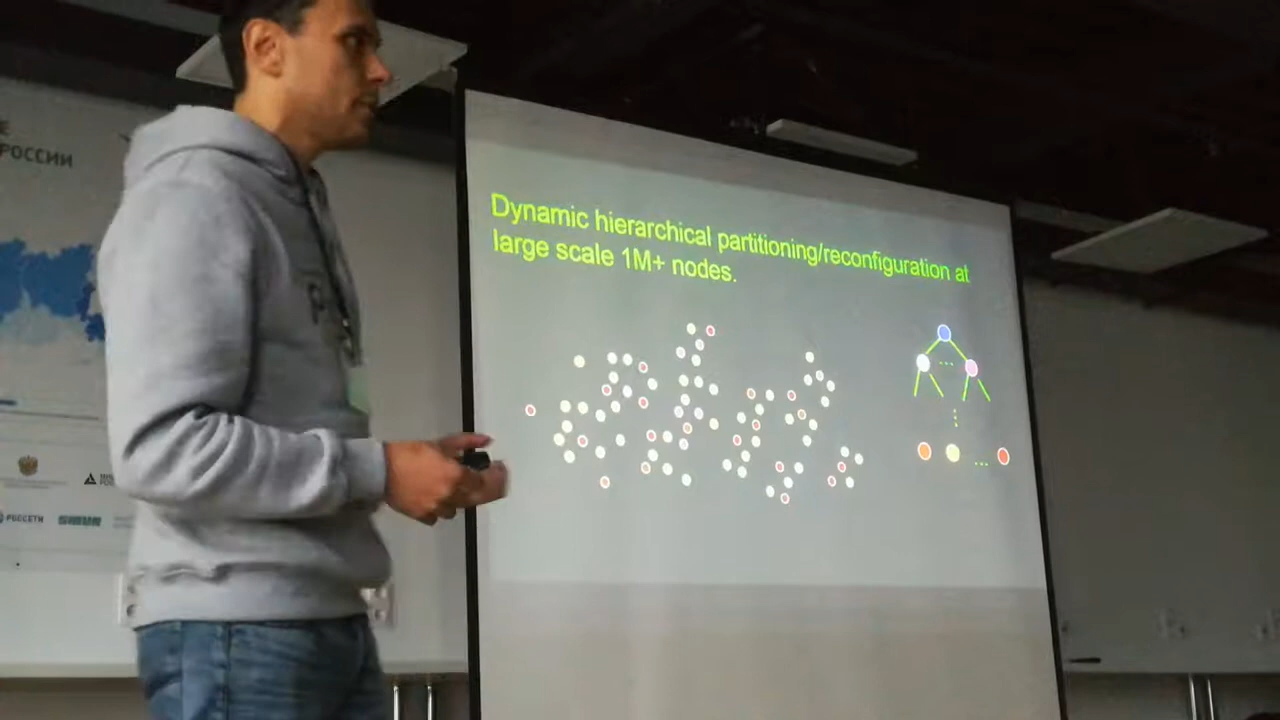 РОССИИ
Dynamic hierarchical partitioning/reconfiguration at
large scale 1M+ nodes.
РОССЕТИ